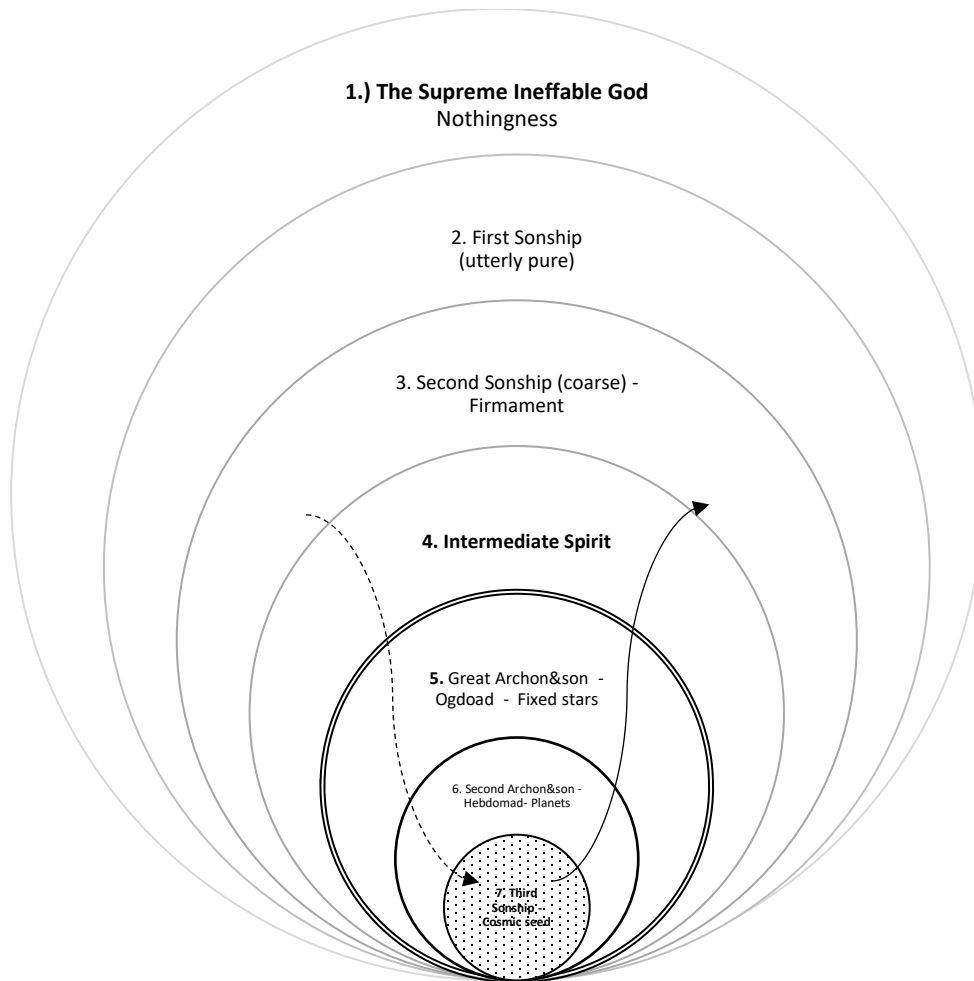 1.) The Supreme Ineffable God
Nothingness
2. First Sonship
(utterly pure)
3. Second Sonship (coarse) -
Firmament
4. Intermediate Spirit
5. Great Archon&son -
Ogdoad - Fixed stars
6. Second Archon&son -
Hebdomad- Planets
7. Third
Sonship
Cosmic seed